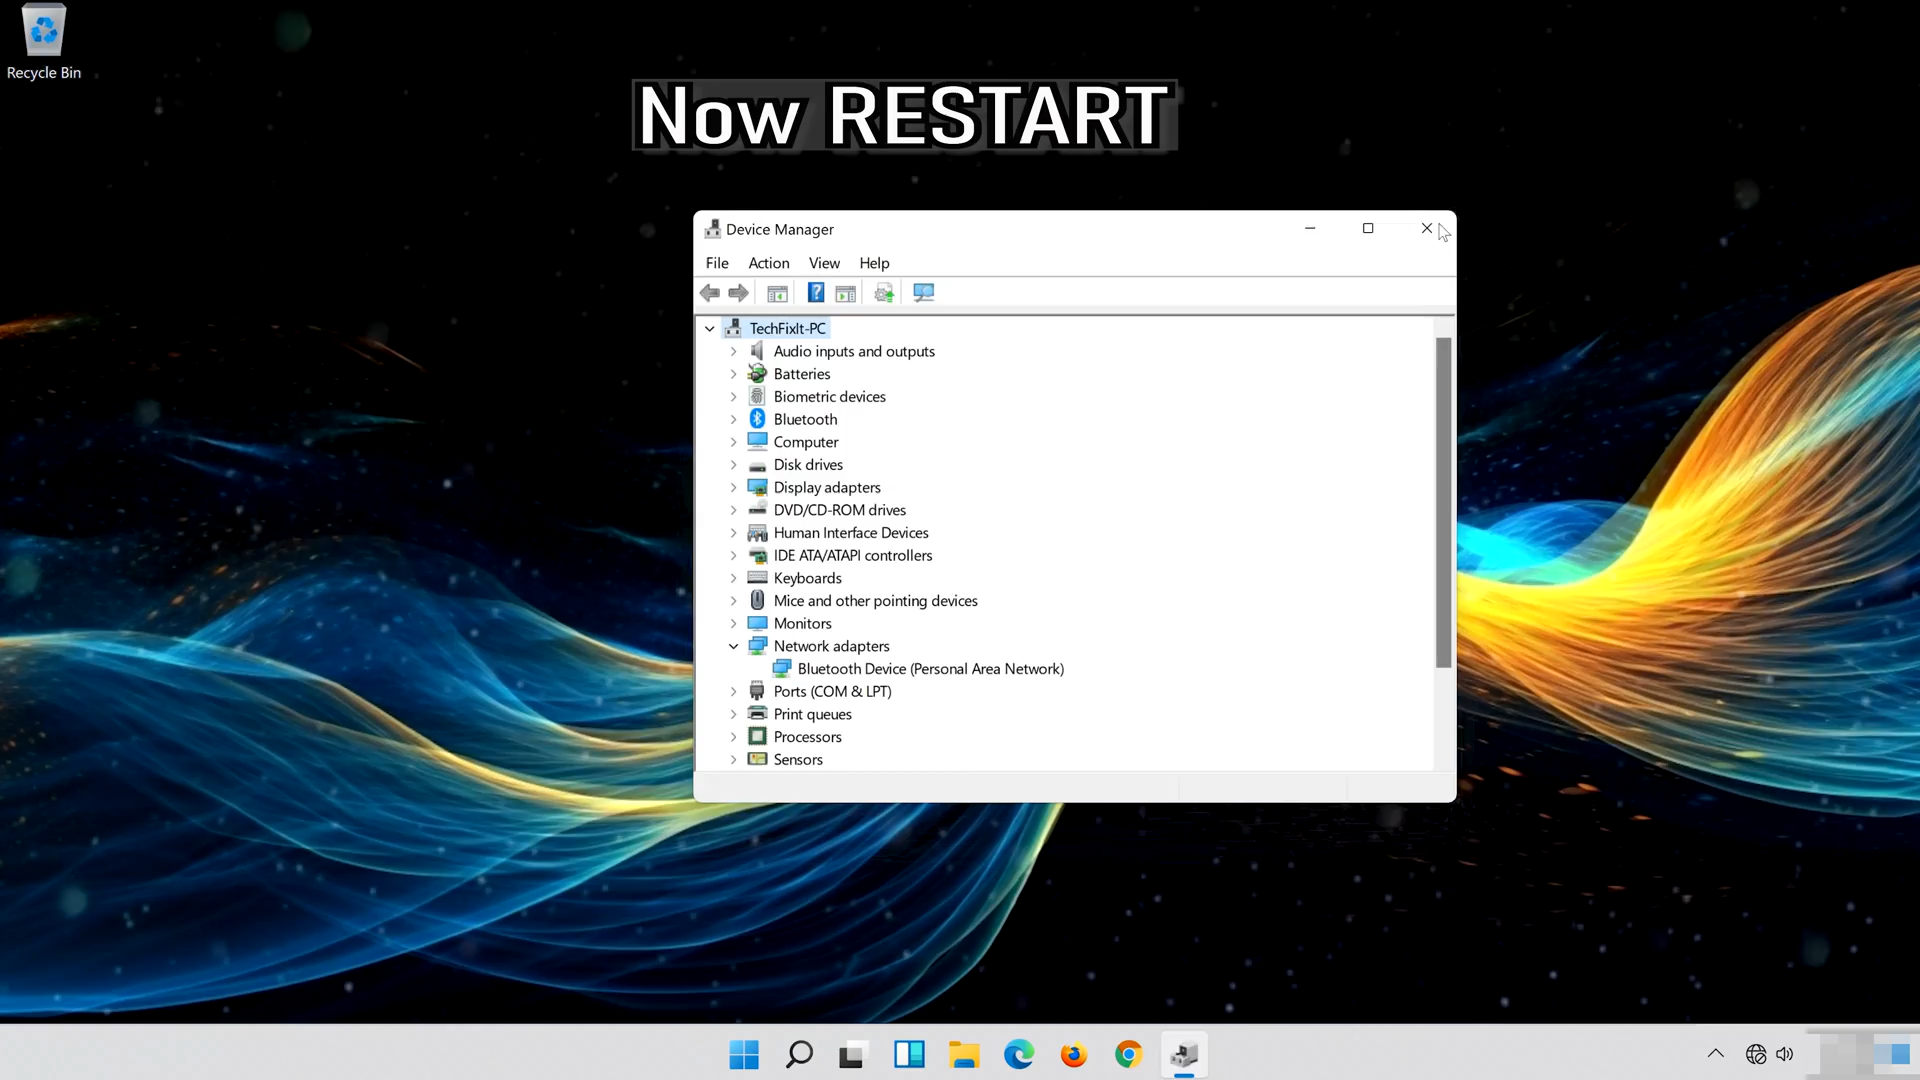 Recycle Bin
Now RESTART
Device Manager
File Action View Help
TechFixIt-PC
Audio inputs and outputs
Batteries
Biometric devices
Bluetooth
Computer
Disk drives
Display adapters
DVD/CD-ROM drives
Human Interface Devices
IDE ATA/ATAPI controllers
Keyboards
Mice and other pointing devices
Monitors
Network adapters
Bluetooth Device (Personal Area Network)
Ports (COM & LPT)
Print queues
Processors
Sensors